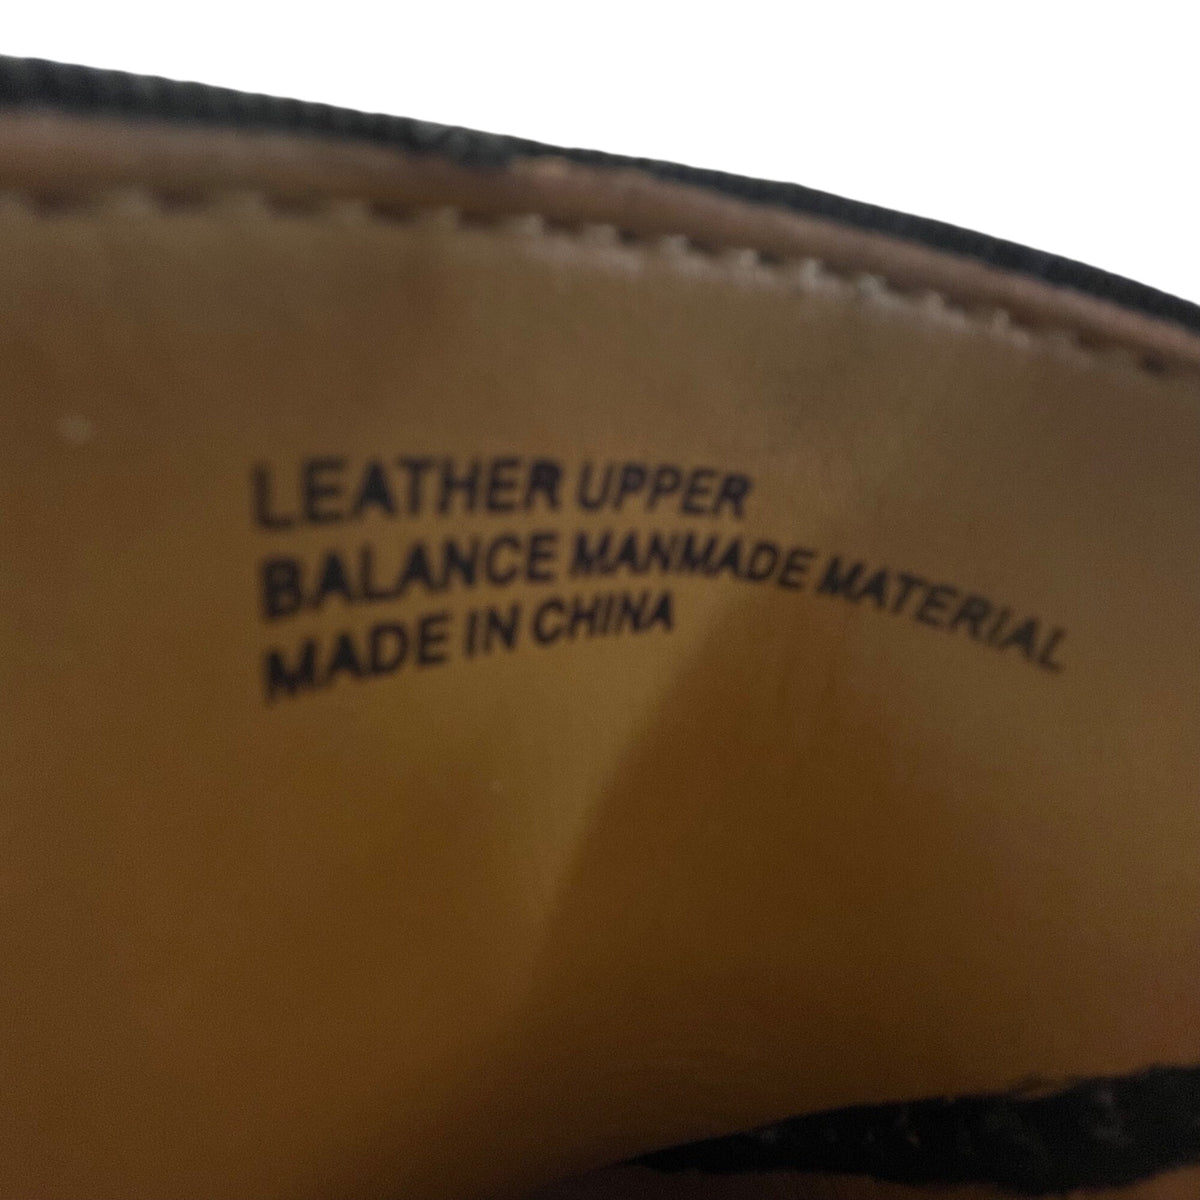 LEATHER UPPER
BALANCE MANMADE MATERIAL
MADE IN CHINA